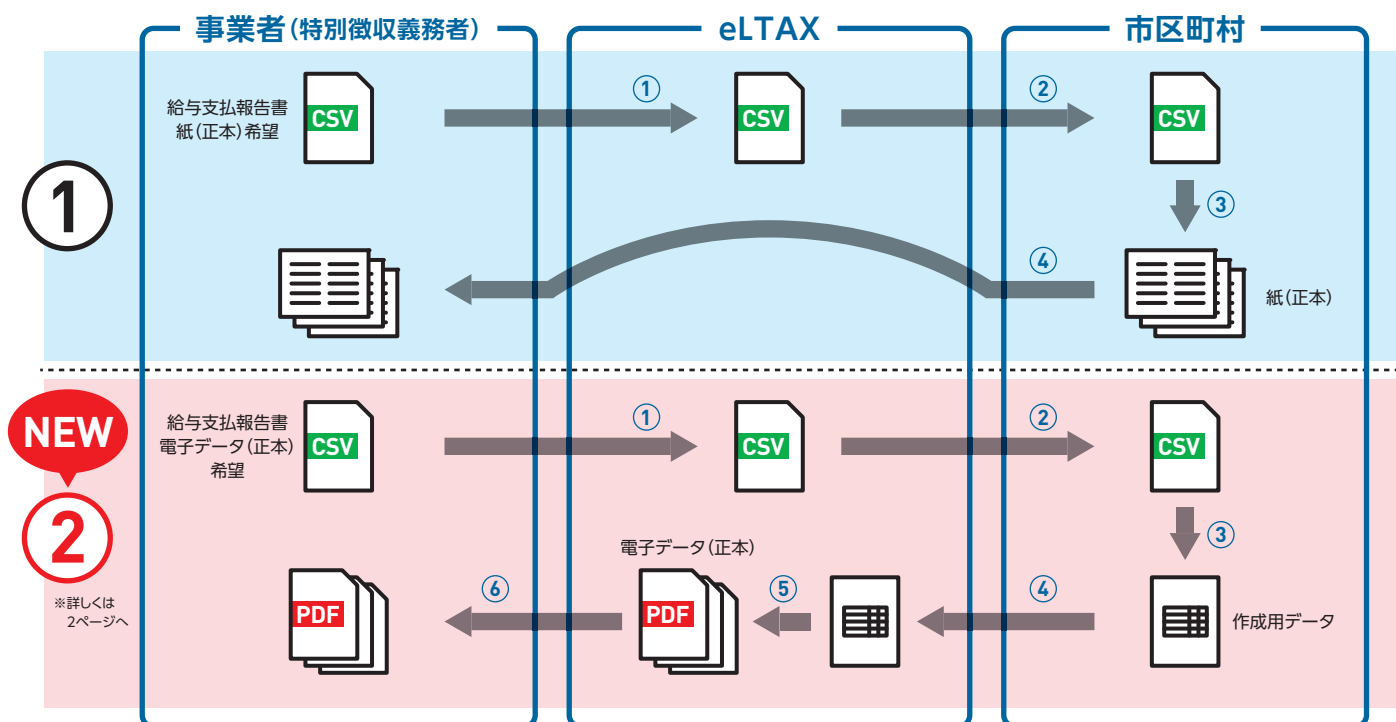 事業者(特別徴収義務者)
eLTAX
市区町村
①
給与支払報告書
紙(正本)希望
CSV
①
CSV
②
CSV
③
④
紙(正本)
NEW
②
※詳しくは
2ページへ
給与支払報告書
電子データ(正本)
希望
CSV
①
CSV
②
CSV
③
電子データ(正本)
PDF
⑥
PDF
⑤
④
作成用データ